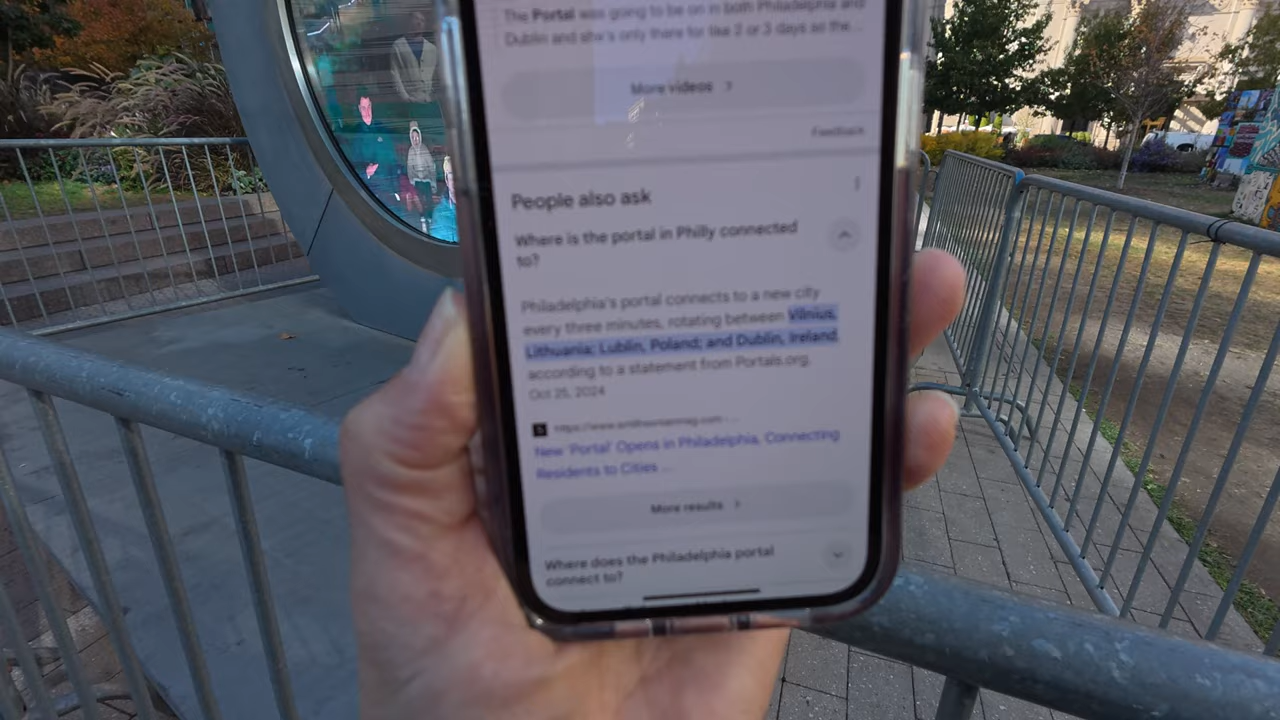 The Portal was going to be on in both Philadelphia and
Dublin and she's only there for like 2 or 3 days so the...
More videos
Feedback
People also ask
Where is the portal in Philly connected
to?
Philadelphia's portal connects to a new city
every three minutes, rotating between Vilnius,
Lithuania; Lublin, Poland; and Dublin, Ireland,
according to a statement from Portals.org.
Oct 25, 2024
New 'Portal' Opens in Philadelphia, Connecting
Residents to Cities ...
More results
Where does the Philadelphia portal
connect to?